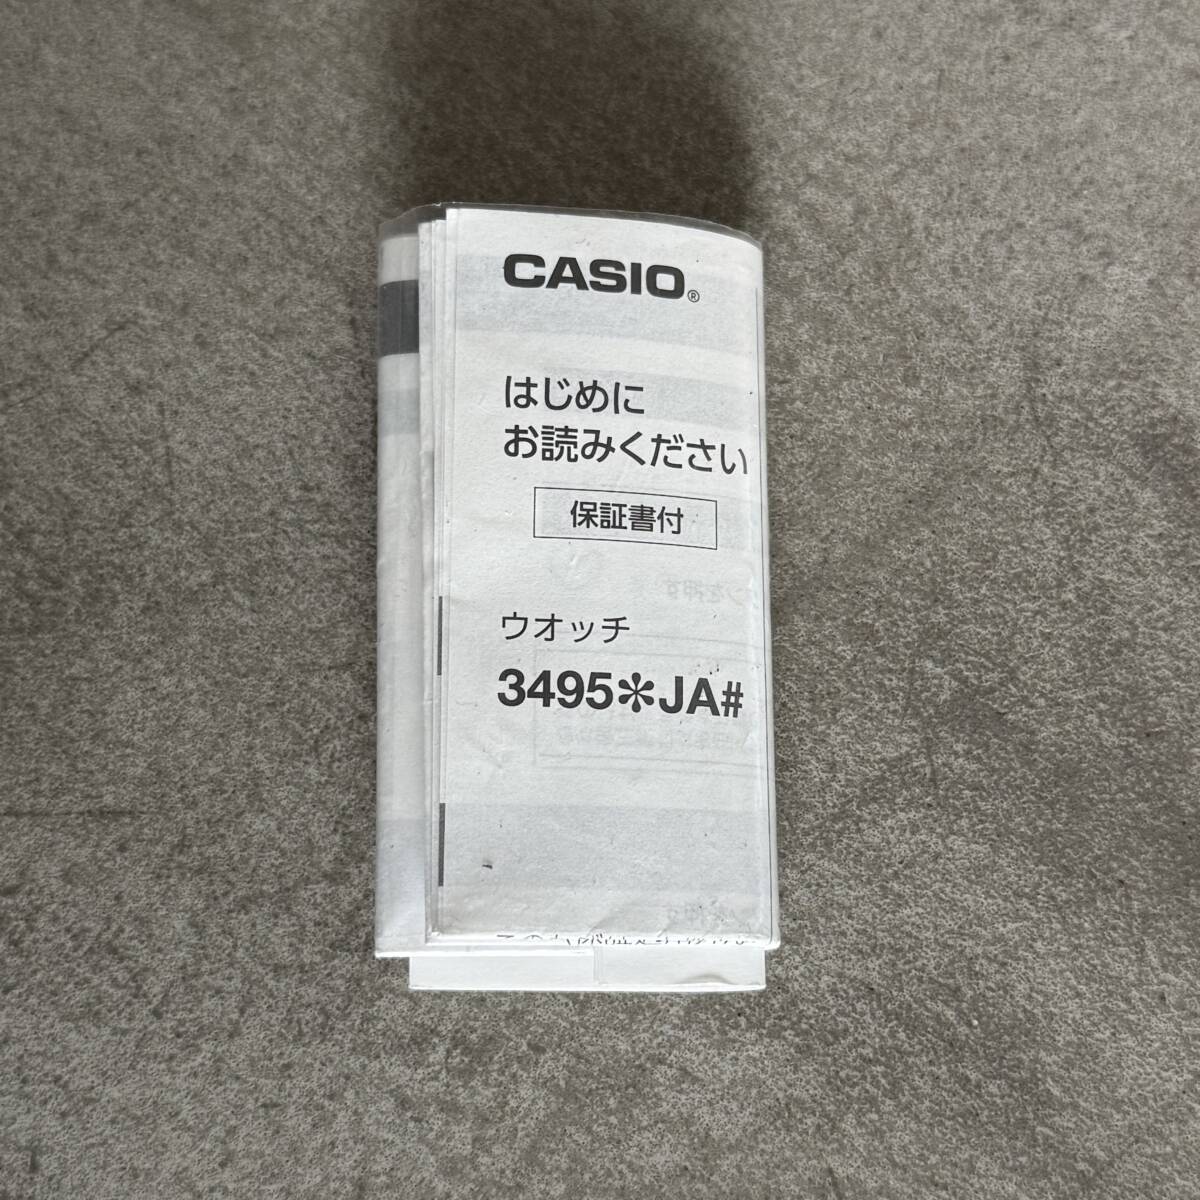 CASIO®
はじめに
お読みください
保証書付
ウオッチ
3495✻JA#